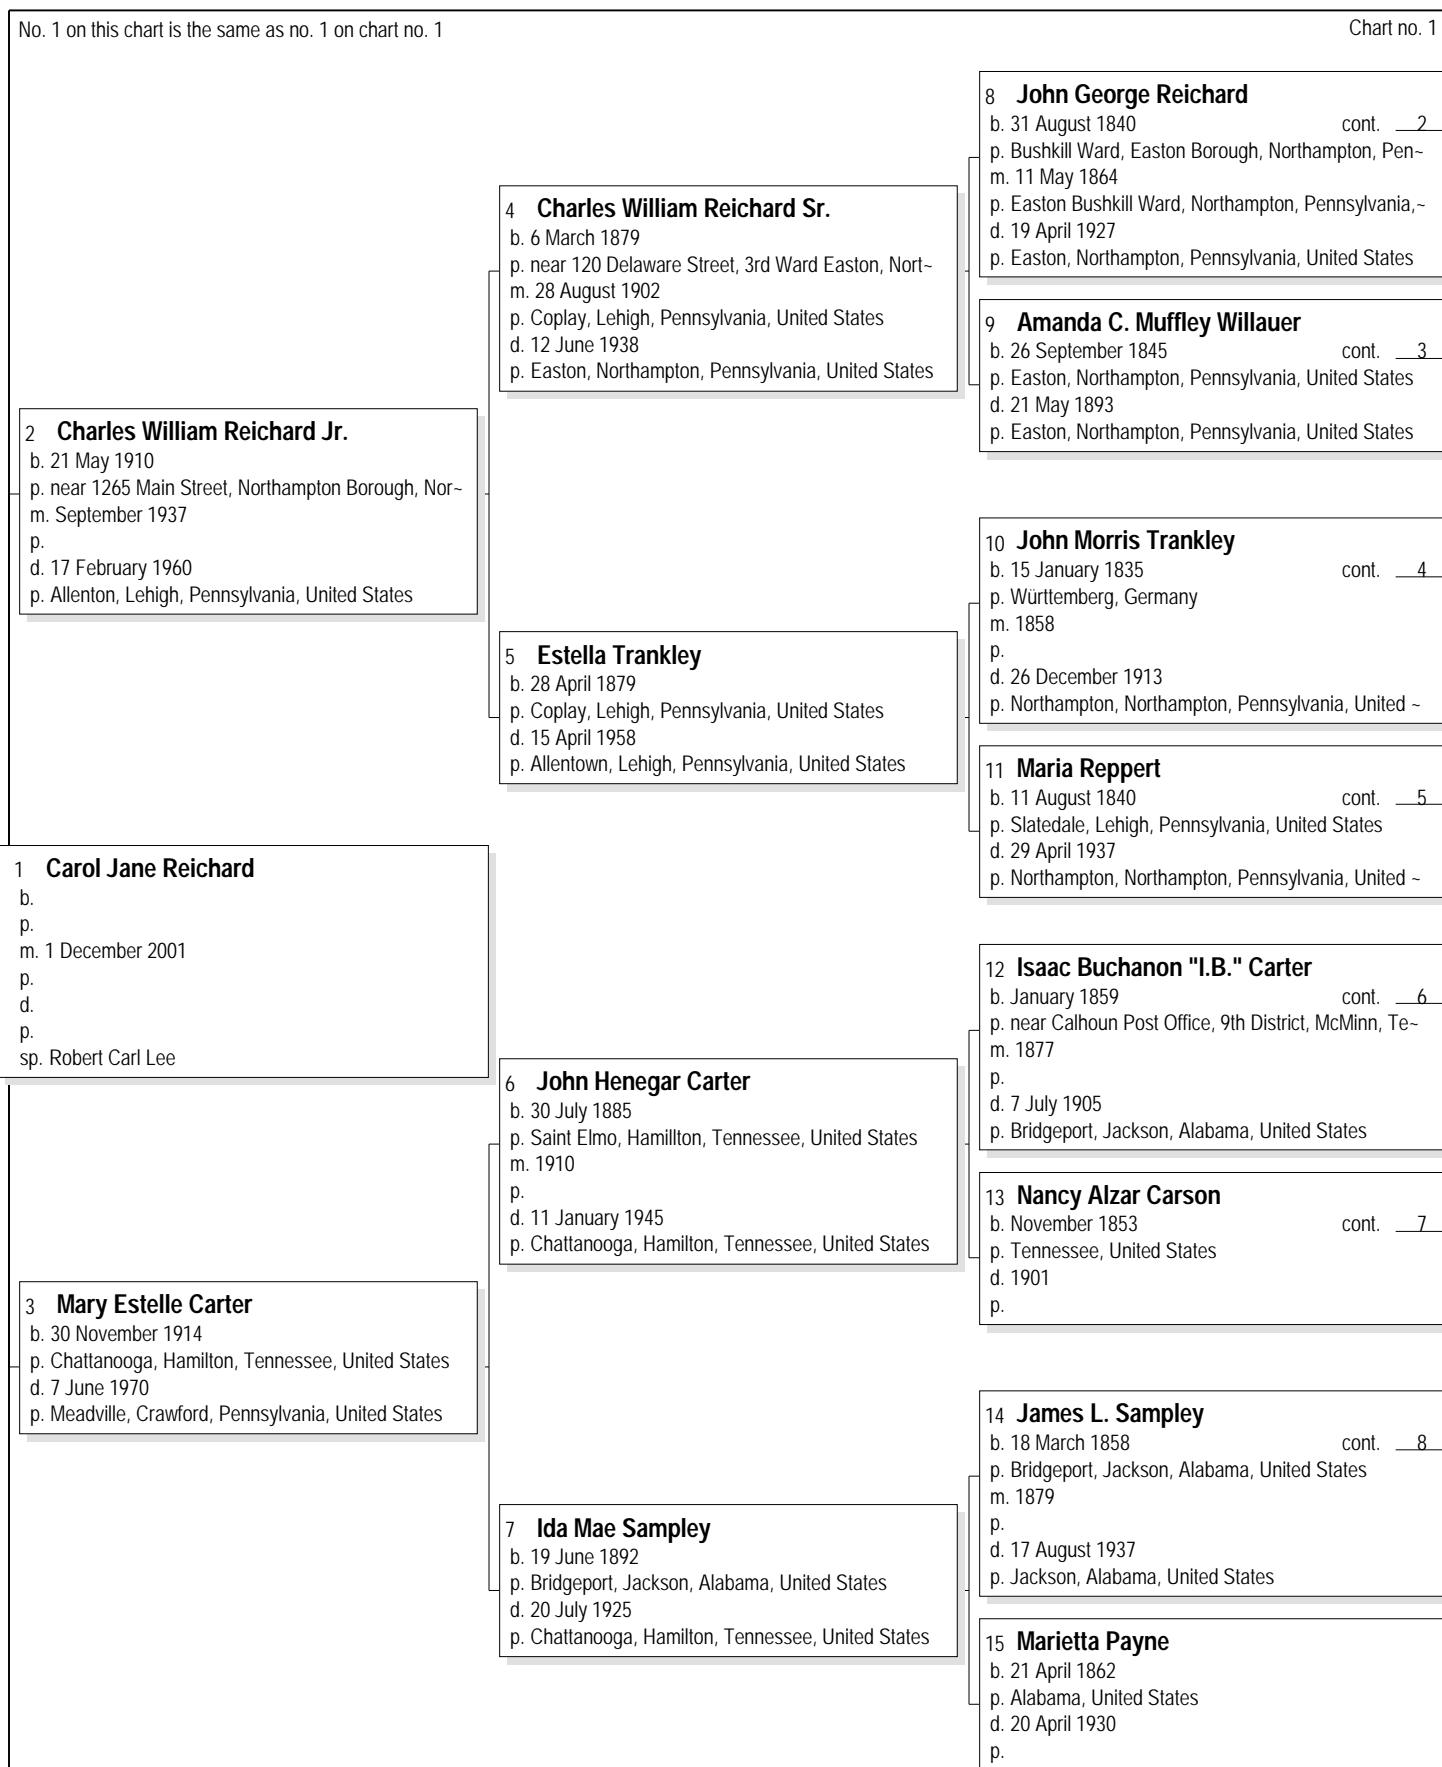 No. 1 on this chart is the same as no. 1 on chart no. 1
Chart no. 1
8 John George Reichard
b. 31 August 1840 cont. 2
p. Bushkill Ward, Easton Borough, Northampton, Pen~
m. 11 May 1864
p. Easton Bushkill Ward, Northampton, Pennsylvania,~
d. 19 April 1927
p. Easton, Northampton, Pennsylvania, United States
4 Charles William Reichard Sr.
b. 6 March 1879
p. near 120 Delaware Street, 3rd Ward Easton, Nort~
m. 28 August 1902
p. Coplay, Lehigh, Pennsylvania, United States
d. 12 June 1938
p. Easton, Northampton, Pennsylvania, United States
9 Amanda C. Muffley Willauer
b. 26 September 1845 cont. 3
p. Easton, Northampton, Pennsylvania, United States
d. 21 May 1893
p. Easton, Northampton, Pennsylvania, United States
2 Charles William Reichard Jr.
b. 21 May 1910
p. near 1265 Main Street, Northampton Borough, Nor~
m. September 1937
p.
d. 17 February 1960
p. Allenton, Lehigh, Pennsylvania, United States
10 John Morris Trankley
b. 15 January 1835 cont. 4
p. Württemberg, Germany
m. 1858
p.
d. 26 December 1913
p. Northampton, Northampton, Pennsylvania, United ~
5 Estella Trankley
b. 28 April 1879
p. Coplay, Lehigh, Pennsylvania, United States
d. 15 April 1958
p. Allentown, Lehigh, Pennsylvania, United States
11 Maria Reppert
b. 11 August 1840 cont. 5
p. Slatedale, Lehigh, Pennsylvania, United States
d. 29 April 1937
p. Northampton, Northampton, Pennsylvania, United ~
1 Carol Jane Reichard
b.
p.
m. 1 December 2001
p.
d.
p.
sp. Robert Carl Lee
12 Isaac Buchanon "I.B." Carter
b. January 1859 cont. 6
p. near Calhoun Post Office, 9th District, McMinn, Te~
m. 1877
p.
d. 7 July 1905
p. Bridgeport, Jackson, Alabama, United States
6 John Henegar Carter
b. 30 July 1885
p. Saint Elmo, Hamillton, Tennessee, United States
m. 1910
p.
d. 11 January 1945
p. Chattanooga, Hamilton, Tennessee, United States
13 Nancy Alzar Carson
b. November 1853 cont. 7
p. Tennessee, United States
d. 1901
p.
3 Mary Estelle Carter
b. 30 November 1914
p. Chattanooga, Hamilton, Tennessee, United States
d. 7 June 1970
p. Meadville, Crawford, Pennsylvania, United States
14 James L. Sampley
b. 18 March 1858 cont. 8
p. Bridgeport, Jackson, Alabama, United States
m. 1879
p.
d. 17 August 1937
p. Jackson, Alabama, United States
7 Ida Mae Sampley
b. 19 June 1892
p. Bridgeport, Jackson, Alabama, United States
d. 20 July 1925
p. Chattanooga, Hamilton, Tennessee, United States
15 Marietta Payne
b. 21 April 1862
p. Alabama, United States
d. 20 April 1930
p.